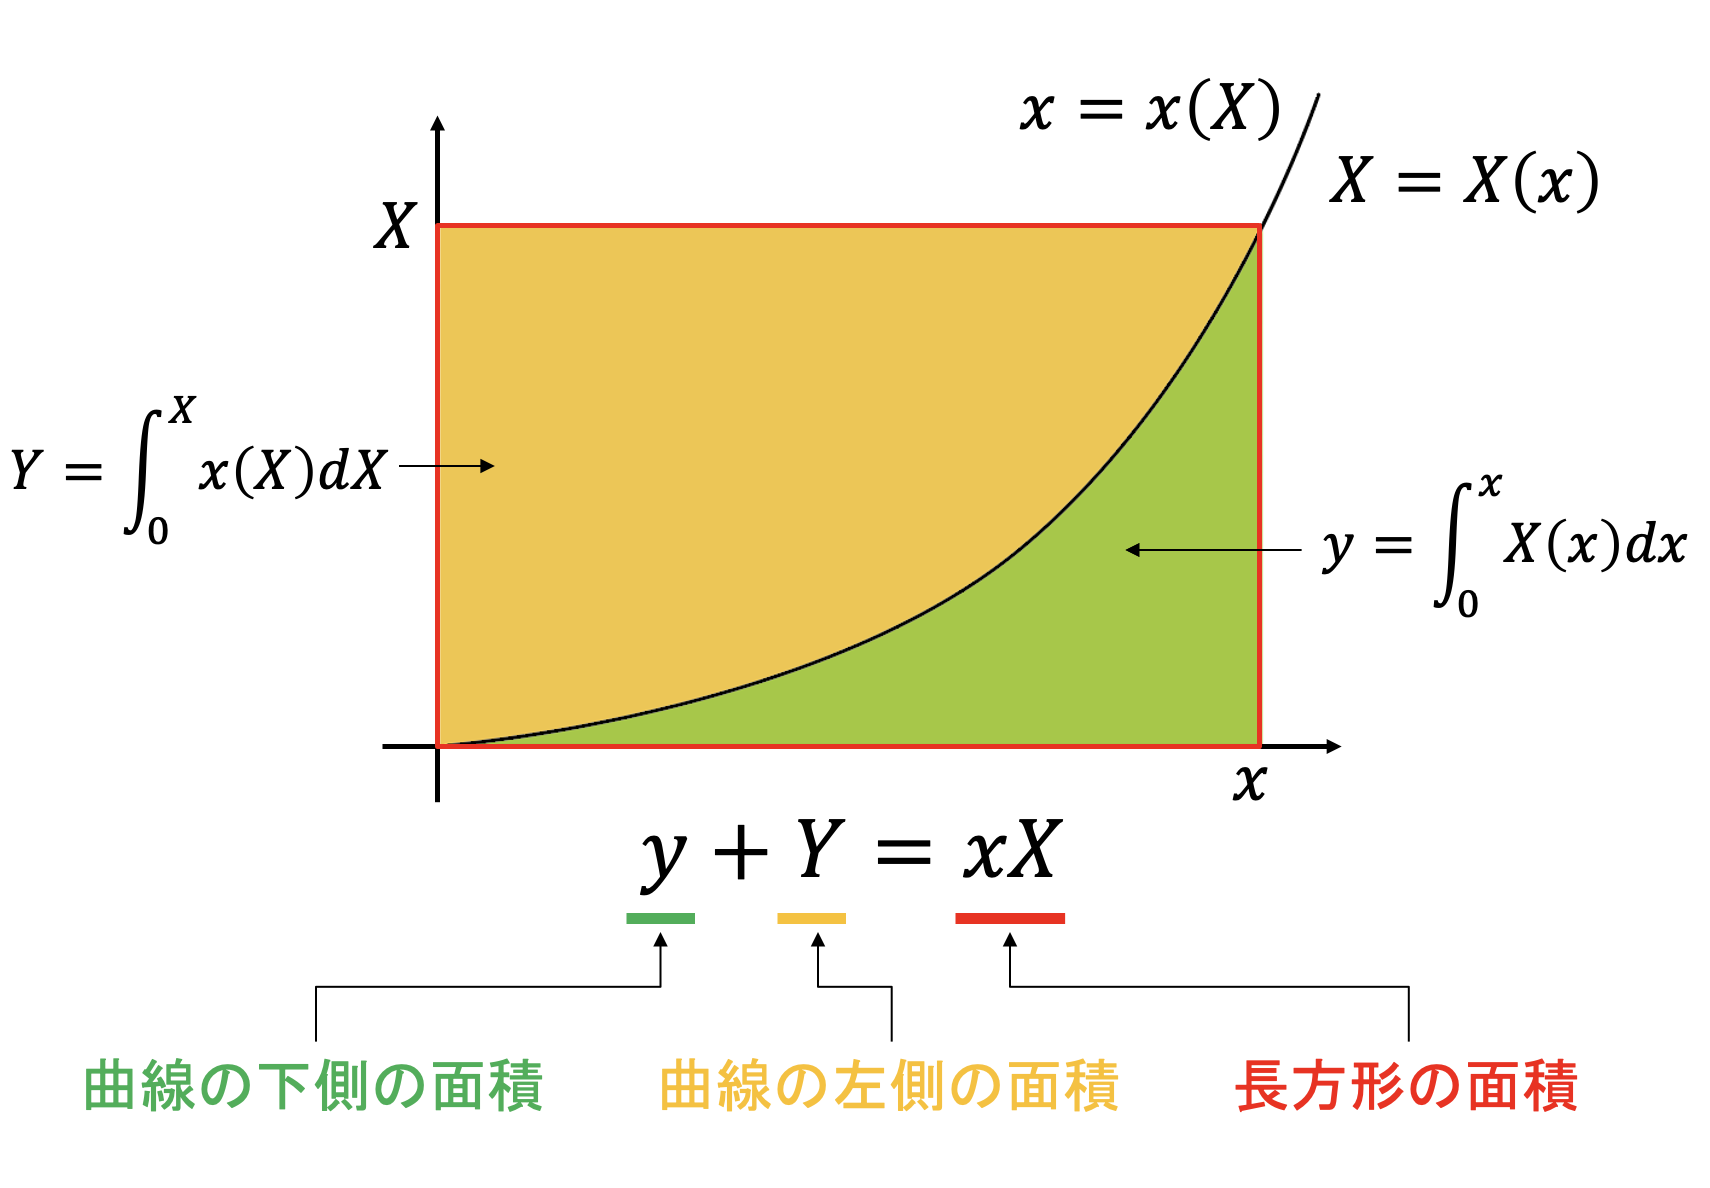 x = x(X)
X = X(x)
X
Y = ∫₀^X x(X)dX
y = ∫₀^x X(x)dx
x
y + Y = xX
曲線の下側の面積
曲線の左側の面積
長方形の面積